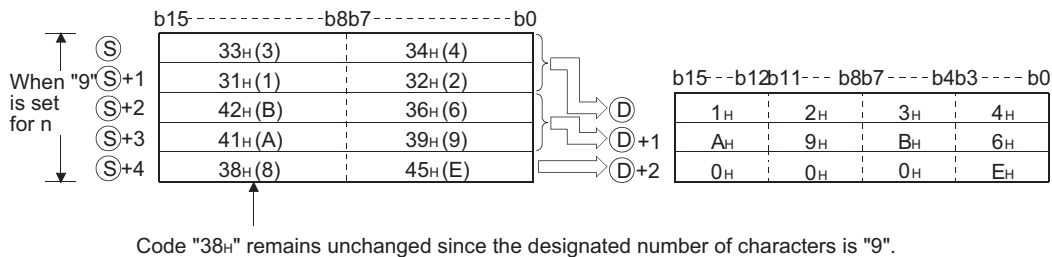 b15 b8b7 b0
When "9" is set for n
S 33H(3) 34H(4)
S+1 31H(1) 32H(2)
S+2 42H(B) 36H(6)
S+3 41H(A) 39H(9)
S+4 38H(8) 45H(E)
b15 b12b11 b8b7 b4b3 b0
D 1H 2H 3H 4H
D+1 AH 9H BH 6H
D+2 0H 0H 0H EH
Code "38H" remains unchanged since the designated number of characters is "9".